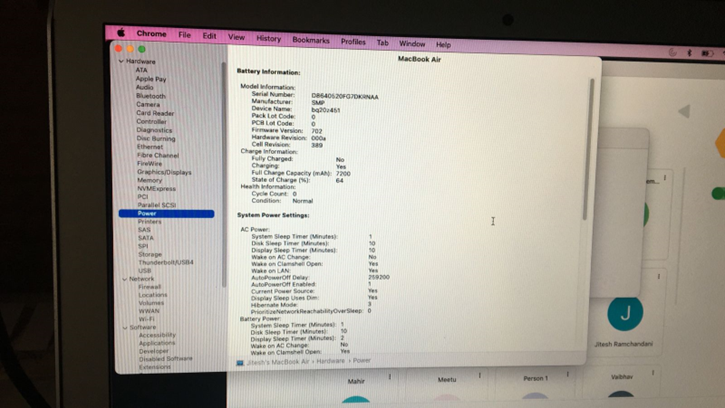 Chrome File Edit View History Bookmarks Profiles Tab Window Help
MacBook Air
Hardware
ATA
Apple Pay
Audio
Bluetooth
Camera
Card Reader
Controller
Diagnostics
Disc Burning
Ethernet
Fibre Channel
FireWire
Graphics/Displays
Memory
NVMExpress
PCI
Parallel SCSI
Power
Printers
SAS
SATA
SPI
Storage
Thunderbolt/USB4
USB
Network
Firewall
Locations
Volumes
WWAN
Wi-Fi
Software
Accessibility
Applications
Developer
Disabled Software
Extensions
Battery Information:
Model Information:
Serial Number:
Manufacturer: SMP
Device Name: bq20z451
Pack Lot Code: 0
PCB Lot Code: 0
Firmware Version: 702
Hardware Revision: 000a
Cell Revision: 389
Charge Information:
Fully Charged: No
Charging: Yes
Full Charge Capacity (mAh): 7200
State of Charge (%): 64
Health Information:
Cycle Count: 0
Condition: Normal
System Power Settings:
AC Power:
System Sleep Timer (Minutes): 1
Disk Sleep Timer (Minutes): 10
Display Sleep Timer (Minutes): 10
Wake on AC Change: No
Wake on Clamshell Open: Yes
Wake on LAN: Yes
AutoPowerOff Delay: 259200
AutoPowerOff Enabled: 1
Current Power Source: Yes
Display Sleep Uses Dim: Yes
Hibernate Mode: 3
PrioritizeNetworkReachabilityOverSleep: 0
Battery Power:
System Sleep Timer (Minutes): 1
Disk Sleep Timer (Minutes): 10
Display Sleep Timer (Minutes): 2
Wake on AC Change: No
Wake on Clamshell Open: Yes
Jitesh's MacBook Air › Hardware › Power
J
Jitesh Ramchandani
Mahir
Meetu
Person 1
Vaibhav